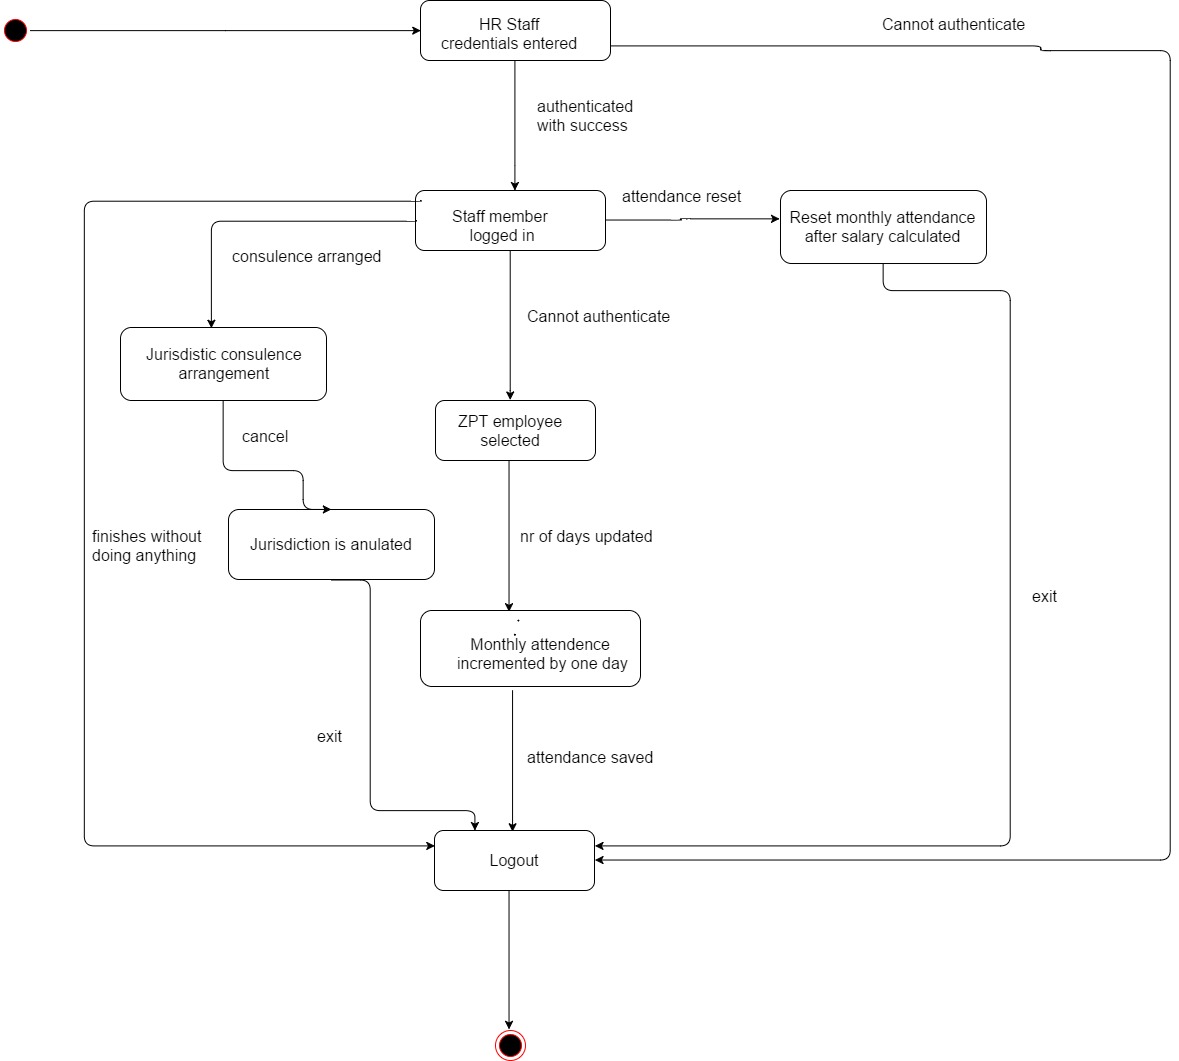 HR Staff
credentials entered
Cannot authenticate
authenticated
with success
Staff member
logged in
attendance reset
Reset monthly attendance
after salary calculated
consulence arranged
Cannot authenticate
Jurisdistic consulence
arrangement
cancel
ZPT employee
selected
finishes without
doing anything
Jurisdiction is anulated
nr of days updated
exit
Monthly attendence
incremented by one day
exit
attendance saved
Logout